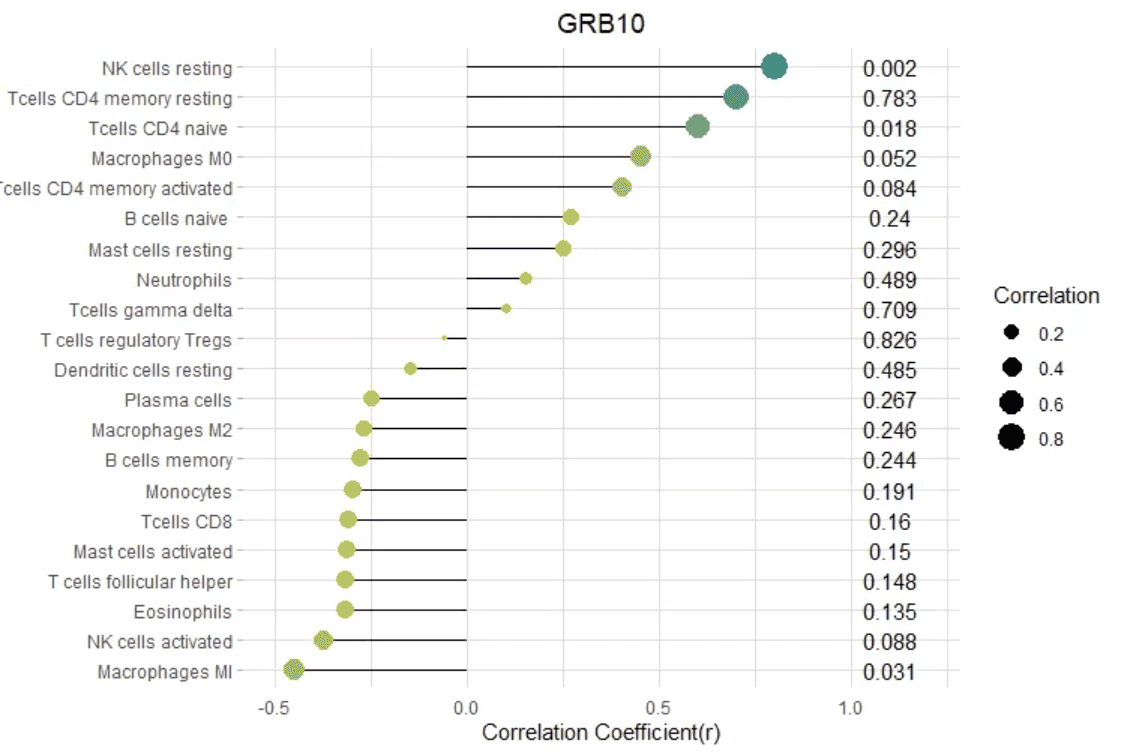 GRB10
NK cells resting 0.002
Tcells CD4 memory resting 0.783
Tcells CD4 naive 0.018
Macrophages M0 0.052
Tcells CD4 memory activated 0.084
B cells naive 0.24
Mast cells resting 0.296
Neutrophils 0.489
Tcells gamma delta 0.709
T cells regulatory Tregs 0.826
Dendritic cells resting 0.485
Plasma cells 0.267
Macrophages M2 0.246
B cells memory 0.244
Monocytes 0.191
Tcells CD8 0.16
Mast cells activated 0.15
T cells follicular helper 0.148
Eosinophils 0.135
NK cells activated 0.088
Macrophages MI 0.031
-0.5 0.0 0.5 1.0
Correlation Coefficient(r)
Correlation
0.2
0.4
0.6
0.8